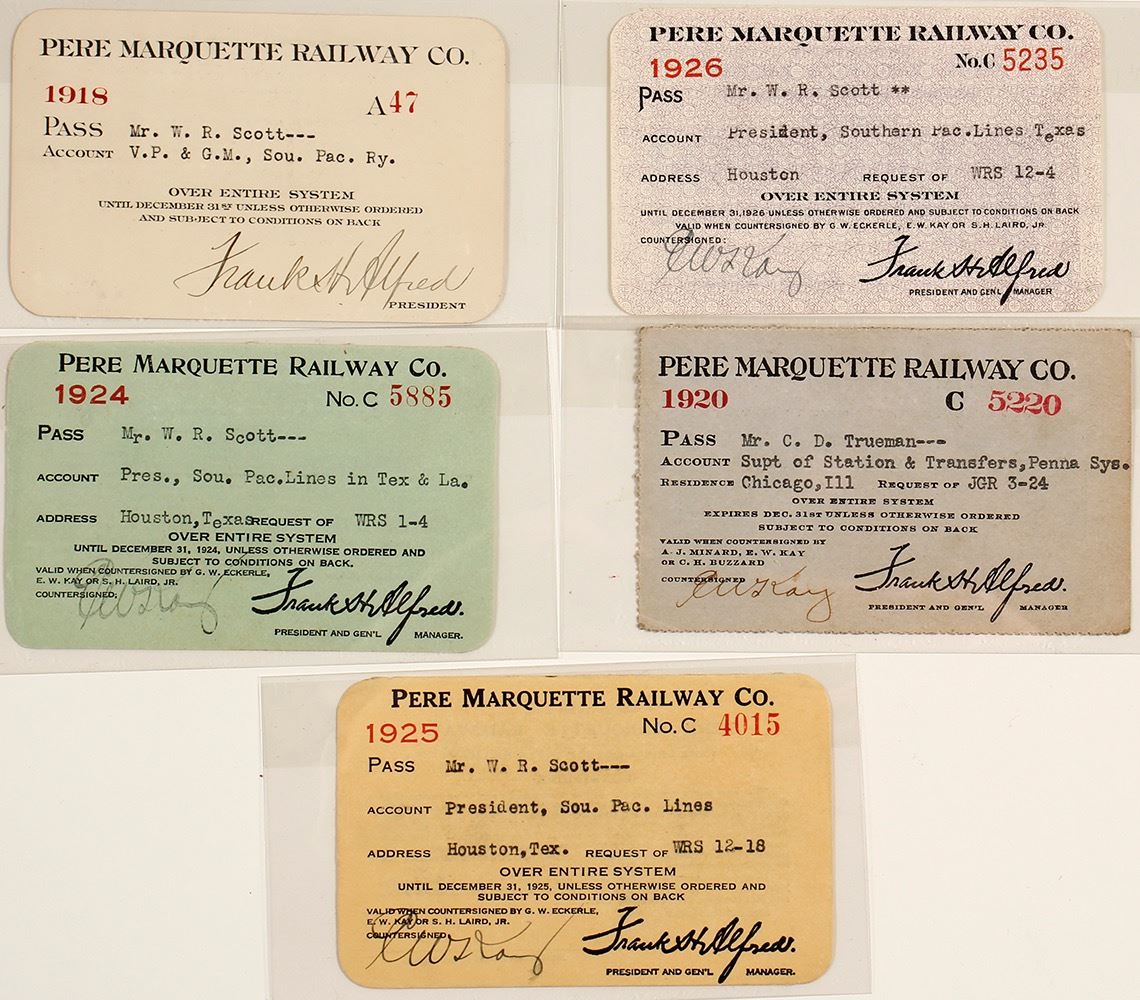 PERE MARQUETTE RAILWAY CO.
1918 A47
PASS Mr. W. R. Scott---
ACCOUNT V.P. & G.M., Sou. Pac. Ry.
OVER ENTIRE SYSTEM
UNTIL DECEMBER 31ST UNLESS OTHERWISE ORDERED
AND SUBJECT TO CONDITIONS ON BACK
Frank H. Alfred
PRESIDENT
PERE MARQUETTE RAILWAY CO.
1926 No. C 5235
PASS Mr. W. R. Scott **
ACCOUNT President, Southern Pac.Lines Texas
ADDRESS Houston REQUEST OF WRS 12-4
OVER ENTIRE SYSTEM
UNTIL DECEMBER 31,1926 UNLESS OTHERWISE ORDERED AND SUBJECT TO CONDITIONS ON BACK
VALID WHEN COUNTERSIGNED BY G. W. ECKERLE, E. W. KAY OR S. H. LAIRD, JR.
COUNTERSIGNED:
EWS Kay Frank H. Alfred
PRESIDENT AND GEN'L MANAGER
PERE MARQUETTE RAILWAY CO.
1924 No. C 5885
PASS Mr. W. R. Scott---
ACCOUNT Pres., Sou. Pac.Lines in Tex & La.
ADDRESS Houston,Texas REQUEST OF WRS 1-4
OVER ENTIRE SYSTEM
UNTIL DECEMBER 31, 1924, UNLESS OTHERWISE ORDERED AND
SUBJECT TO CONDITIONS ON BACK.
VALID WHEN COUNTERSIGNED BY G. W. ECKERLE,
E. W. KAY OR S. H. LAIRD, JR.
COUNTERSIGNED;
EWS Kay Frank H. Alfred.
PRESIDENT AND GEN'L MANAGER.
PERE MARQUETTE RAILWAY CO.
1920 C 5220
PASS Mr. C. D. Trueman---
ACCOUNT Supt of Station & Transfers,Penna Sys.
RESIDENCE Chicago,Ill REQUEST OF JGR 3-24
OVER ENTIRE SYSTEM
EXPIRES DEC. 31ST UNLESS OTHERWISE ORDERED
SUBJECT TO CONDITIONS ON BACK
VALID WHEN COUNTERSIGNED BY
A. J. MINARD, E. W. KAY
OR C. H. BUZZARD
COUNTERSIGNED
EWS Kay Frank H. Alfred.
PRESIDENT AND GEN'L MANAGER
PERE MARQUETTE RAILWAY CO.
1925 No. C 4015
PASS Mr. W. R. Scott---
ACCOUNT President, Sou. Pac. Lines
ADDRESS Houston,Tex. REQUEST OF WRS 12-18
OVER ENTIRE SYSTEM
UNTIL DECEMBER 31, 1925, UNLESS OTHERWISE ORDERED AND
SUBJECT TO CONDITIONS ON BACK
VALID WHEN COUNTERSIGNED BY G. W. ECKERLE,
E. W. KAY OR S. H. LAIRD, JR.
COUNTERSIGNED
EWS Kay Frank H. Alfred.
PRESIDENT AND GEN'L MANAGER.